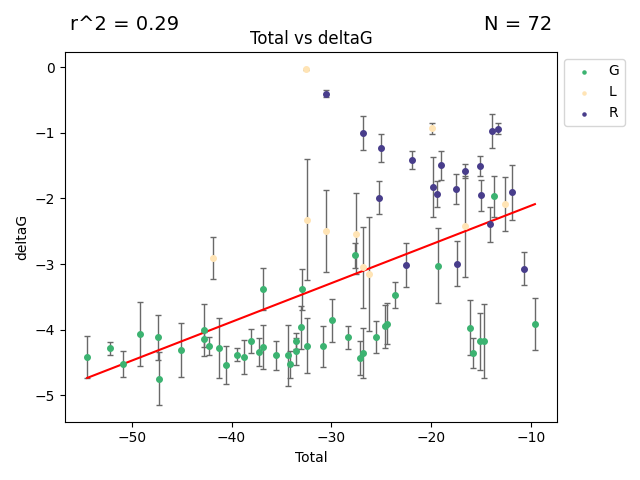 r^2 = 0.29
N = 72
Total vs deltaG
G
L
R
0
−1
−2
−3
−4
−5
deltaG
−50
−40
−30
−20
−10
Total